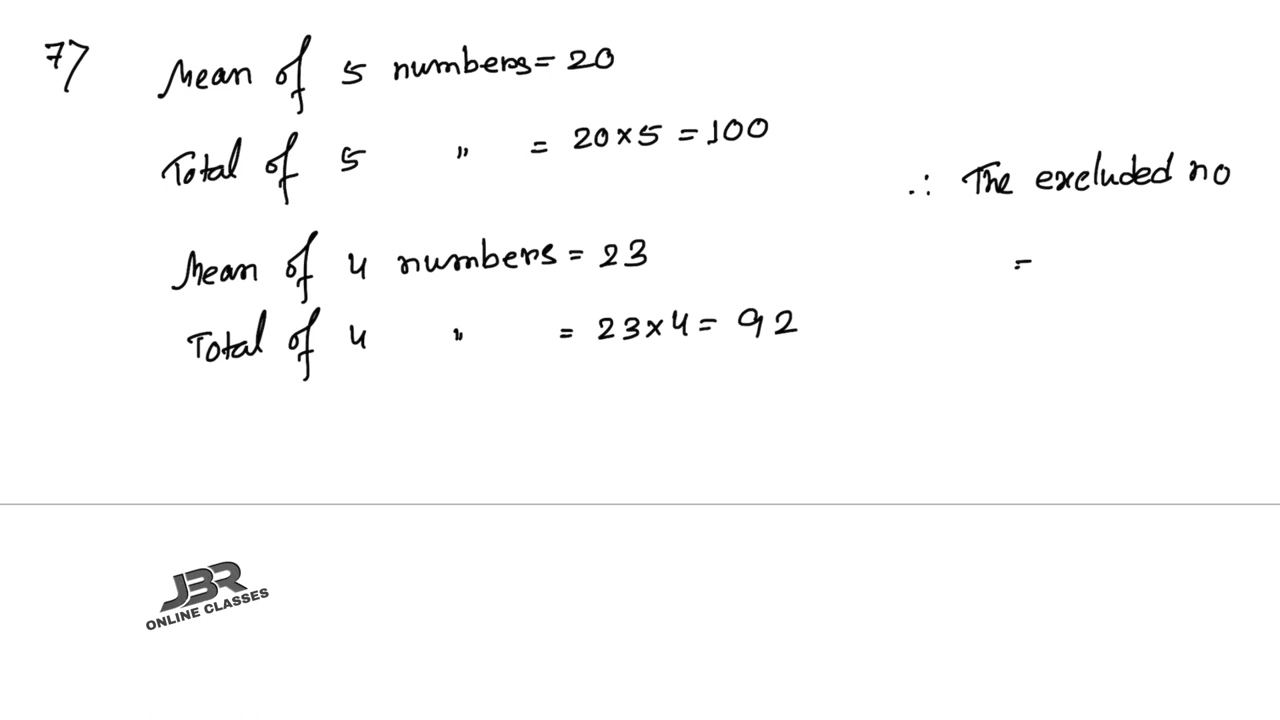 7)
Mean of 5 numbers = 20
Total of 5 " = 20×5 = 100
Mean of 4 numbers = 23
Total of 4 " = 23×4 = 92
∴ The excluded no
=
JBR
ONLINE CLASSES